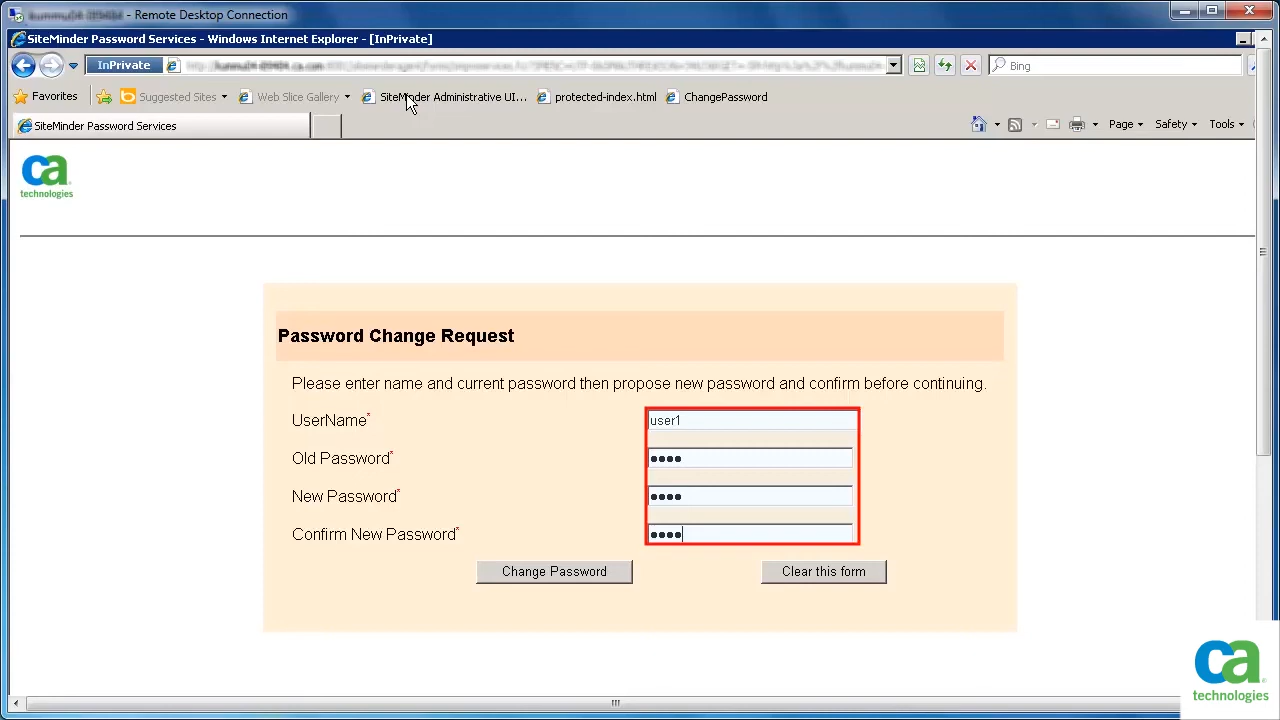 - Remote Desktop Connection
SiteMinder Password Services - Windows Internet Explorer - [InPrivate]
InPrivate
Bing
Favorites
Suggested Sites
Web Slice Gallery
SiteMinder Administrative UI...
protected-index.html
ChangePassword
SiteMinder Password Services
Page
Safety
Tools
ca
technologies
Password Change Request
Please enter name and current password then propose new password and confirm before continuing.
UserName*
user1
Old Password*
••••
New Password*
••••
Confirm New Password*
••••
Change Password
Clear this form
ca
technologies